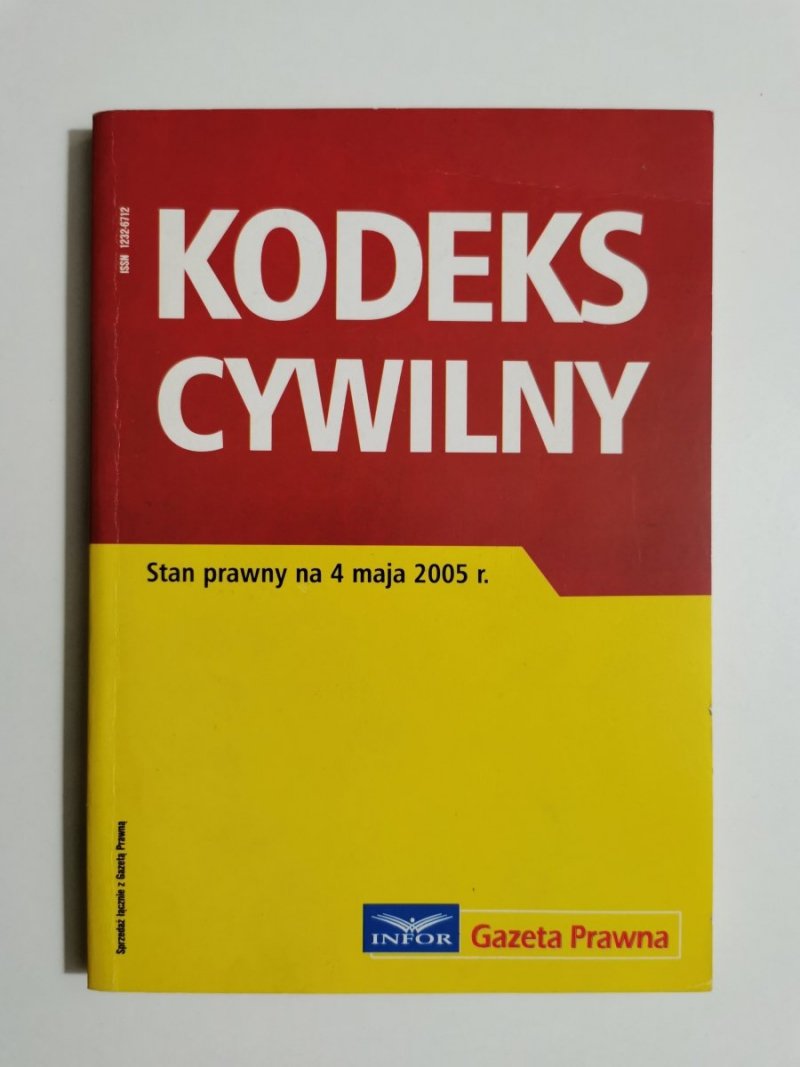 ISSN 1232-6712
KODEKS
CYWILNY
Stan prawny na 4 maja 2005 r.
Sprzedaż łącznie z Gazetą Prawną
INFOR
Gazeta Prawna